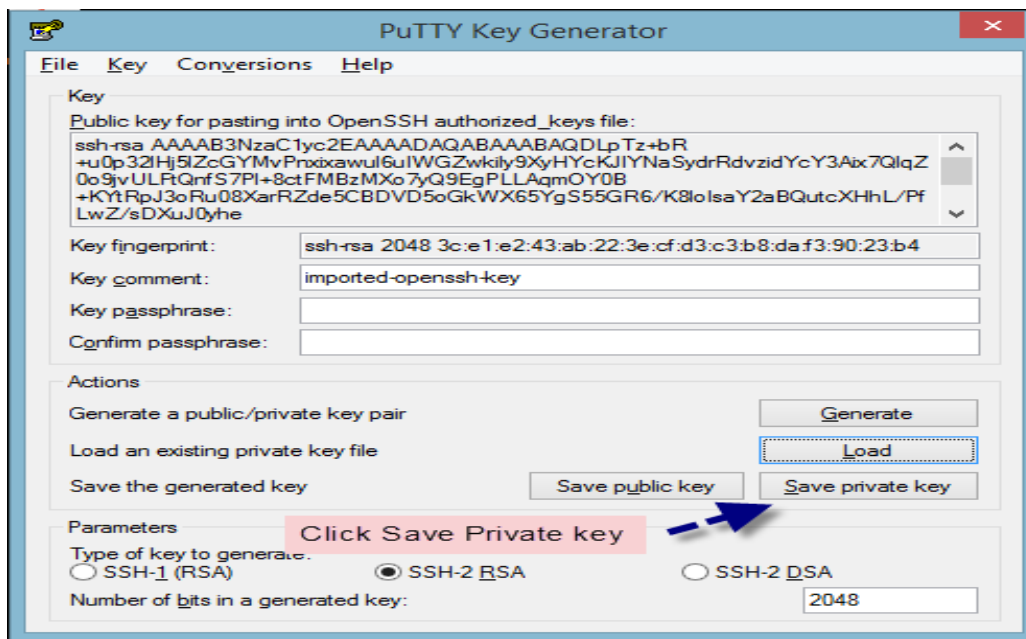 PuTTY Key Generator
File Key Conversions Help
Key
Public key for pasting into OpenSSH authorized_keys file:
ssh-rsa AAAAB3NzaC1yc2EAAAADAQABAAABAQDLpTz+bR
+u0p32lHj5lZcGYMvPnxixawul6uIWGZwkily9XyHYcKJIYNaSydrRdvzidYcY3Aix7QlqZ
0o9jvULFtQnfS7Pl+8ctFMBzMXo7yQ9EgPLLAqmOY0B
+KYtRpJ3oRu08XarRZde5CBDVD5oGkWX65YgS55GR6/K8lolsaY2aBQutcXHhL/Pf
LwZ/sDXuJ0yhe
Key fingerprint: ssh-rsa 2048 3c:e1:e2:43:ab:22:3e:cf:d3:c3:b8:da:f3:90:23:b4
Key comment: imported-openssh-key
Key passphrase:
Confirm passphrase:
Actions
Generate a public/private key pair Generate
Load an existing private key file Load
Save the generated key Save public key Save private key
Parameters
Click Save Private key
Type of key to generate:
SSH-1 (RSA) SSH-2 RSA SSH-2 DSA
Number of bits in a generated key: 2048